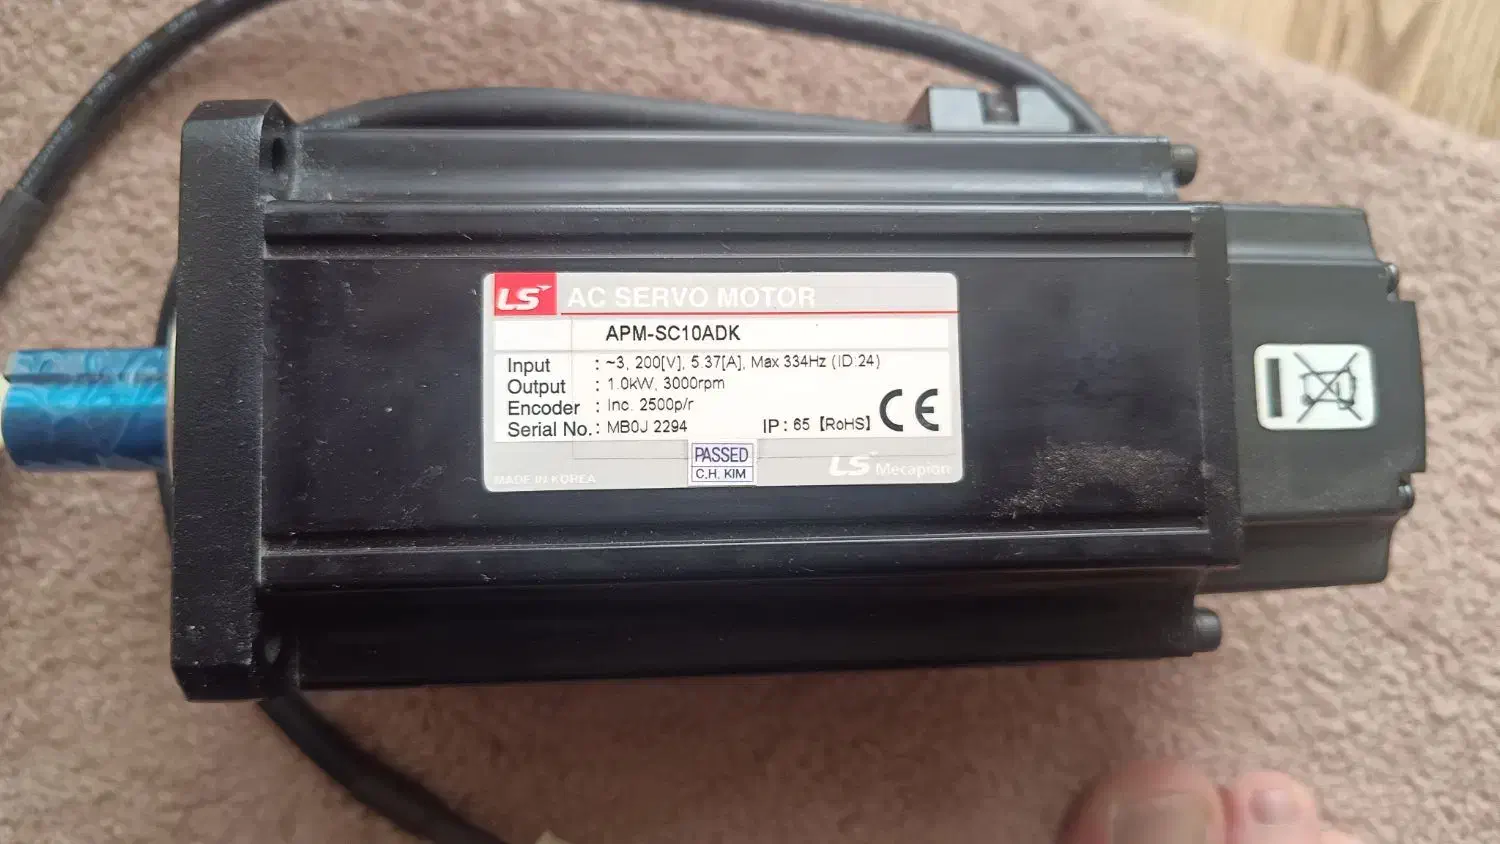 LS AC SERVO MOTOR
APM-SC10ADK
Input : ~3, 200[V], 5.37[A], Max 334Hz (ID:24)
Output : 1.0kW, 3000rpm
Encoder : Inc. 2500p/r
Serial No. : MB0J 2294 IP : 65 [RoHS] CE
PASSED
C.H. KIM
MADE IN KOREA
LS Mecapion